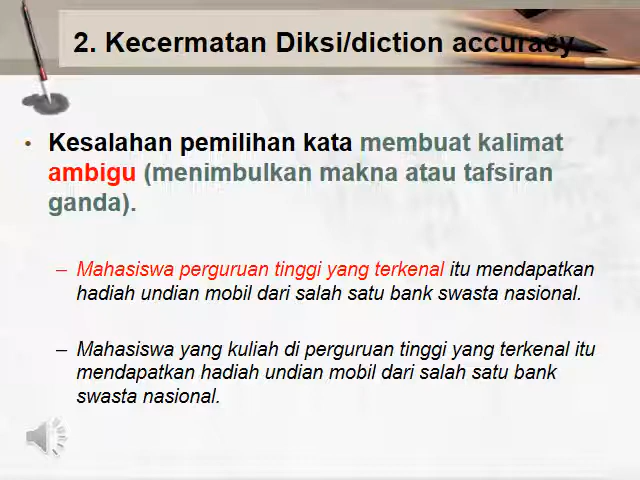 2. Kecermatan Diksi/diction accuracy
• Kesalahan pemilihan kata membuat kalimat
ambigu (menimbulkan makna atau tafsiran
ganda).
– Mahasiswa perguruan tinggi yang terkenal itu mendapatkan
hadiah undian mobil dari salah satu bank swasta nasional.
– Mahasiswa yang kuliah di perguruan tinggi yang terkenal itu
mendapatkan hadiah undian mobil dari salah satu bank
swasta nasional.